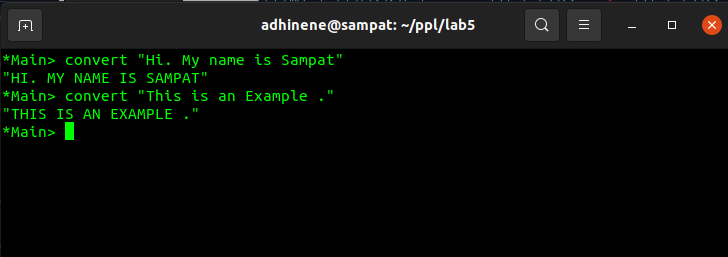 adhinene@sampat: ~/ppl/lab5
*Main> convert "Hi. My name is Sampat"
"HI. MY NAME IS SAMPAT"
*Main> convert "This is an Example ."
"THIS IS AN EXAMPLE ."
*Main>